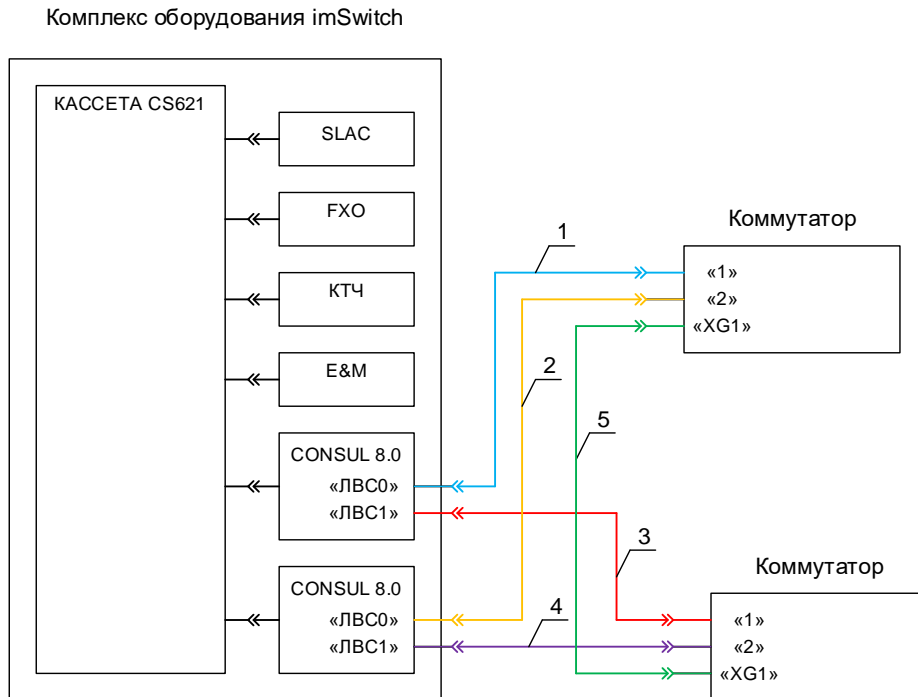 Комплекс оборудования imSwitch
КАССЕТА CS621
SLAC
FXO
КТЧ
E&M
CONSUL 8.0
«ЛВС0»
«ЛВС1»
CONSUL 8.0
«ЛВС0»
«ЛВС1»
1
2
3
4
5
Коммутатор
«1»
«2»
«XG1»
Коммутатор
«1»
«2»
«XG1»